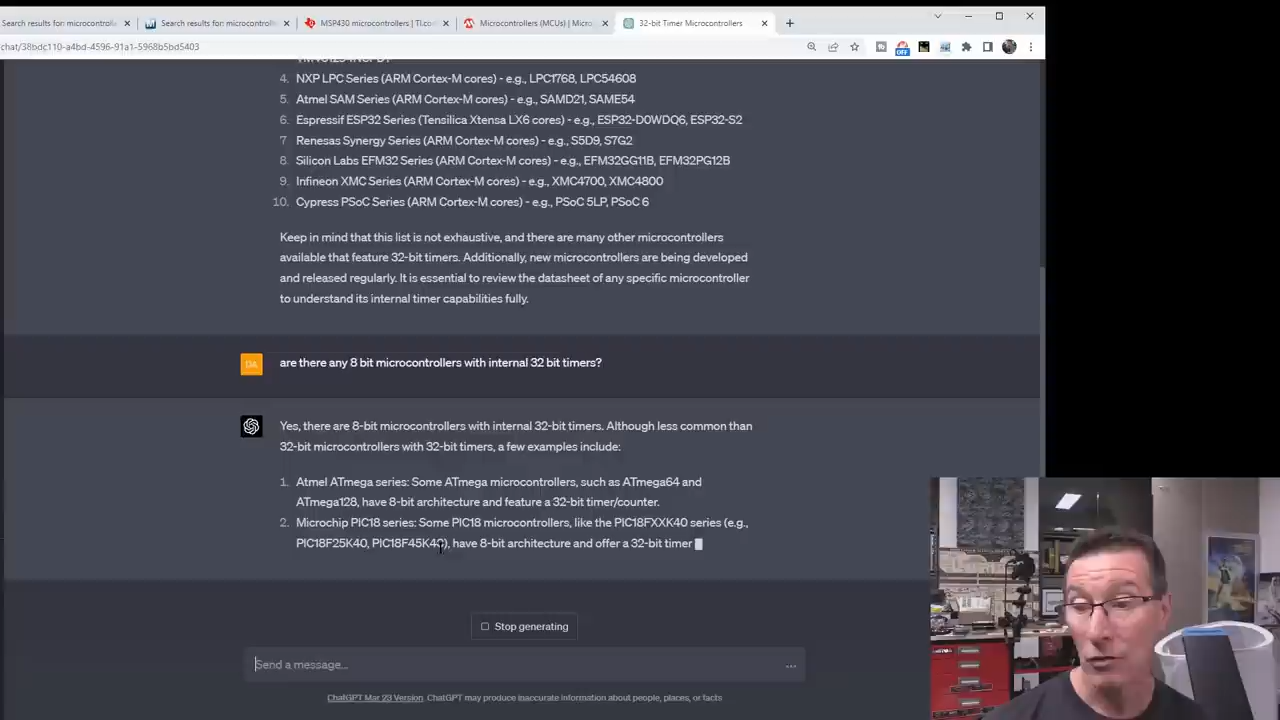 Search results for: microcontrolle
Search results for: microcontrolle
MSP430 microcontrollers | TI.com
Microcontrollers (MCUs) | Micro
32-bit Timer Microcontrollers
chat/38bdc110-a4bd-4596-91a1-5968b5bd5403
OFF
4. NXP LPC Series (ARM Cortex-M cores) - e.g., LPC1768, LPC54608
5. Atmel SAM Series (ARM Cortex-M cores) - e.g., SAMD21, SAME54
6. Espressif ESP32 Series (Tensilica Xtensa LX6 cores) - e.g., ESP32-D0WDQ6, ESP32-S2
7 Renesas Synergy Series (ARM Cortex-M cores) - e.g., S5D9, S7G2
8. Silicon Labs EFM32 Series (ARM Cortex-M cores) - e.g., EFM32GG11B, EFM32PG12B
9. Infineon XMC Series (ARM Cortex-M cores) - e.g., XMC4700, XMC4800
10. Cypress PSoC Series (ARM Cortex-M cores) - e.g., PSoC 5LP, PSoC 6
Keep in mind that this list is not exhaustive, and there are many other microcontrollers
available that feature 32-bit timers. Additionally, new microcontrollers are being developed
and released regularly. It is essential to review the datasheet of any specific microcontroller
to understand its internal timer capabilities fully.
DA
are there any 8 bit microcontrollers with internal 32 bit timers?
Yes, there are 8-bit microcontrollers with internal 32-bit timers. Although less common than
32-bit microcontrollers with 32-bit timers, a few examples include:
1. Atmel ATmega series: Some ATmega microcontrollers, such as ATmega64 and
ATmega128, have 8-bit architecture and feature a 32-bit timer/counter.
2. Microchip PIC18 series: Some PIC18 microcontrollers, like the PIC18FXXK40 series (e.g.,
PIC18F25K40, PIC18F45K40), have 8-bit architecture and offer a 32-bit timer
Stop generating
Send a message...
ChatGPT Mar 23 Version. ChatGPT may produce inaccurate information about people, places, or facts